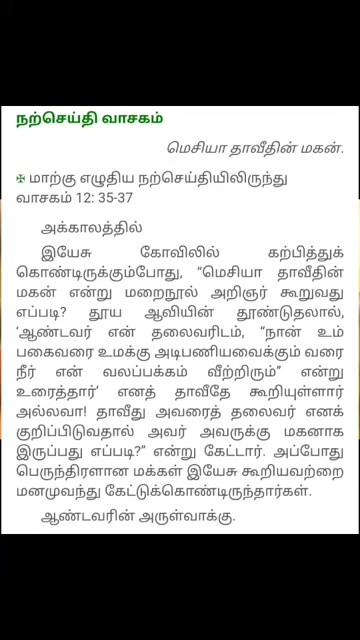 நற்செய்தி வாசகம்
மெசியா தாவீதின் மகன்.
✠ மாற்கு எழுதிய நற்செய்தியிலிருந்து
வாசகம் 12: 35-37
அக்காலத்தில்
இயேசு கோவிலில் கற்பித்துக்
கொண்டிருக்கும்போது, “மெசியா தாவீதின்
மகன் என்று மறைநூல் அறிஞர் கூறுவது
எப்படி? தூய ஆவியின் தூண்டுதலால்,
‘ஆண்டவர் என் தலைவரிடம், “நான் உம்
பகைவரை உமக்கு அடிபணியவைக்கும் வரை
நீர் என் வலப்பக்கம் வீற்றிரும்” என்று
உரைத்தார்’ எனத் தாவீதே கூறியுள்ளார்
அல்லவா! தாவீது அவரைத் தலைவர் எனக்
குறிப்பிடுவதால் அவர் அவருக்கு மகனாக
இருப்பது எப்படி?” என்று கேட்டார். அப்போது
பெருந்திரளான மக்கள் இயேசு கூறியவற்றை
மனமுவந்து கேட்டுக்கொண்டிருந்தார்கள்.
ஆண்டவரின் அருள்வாக்கு.